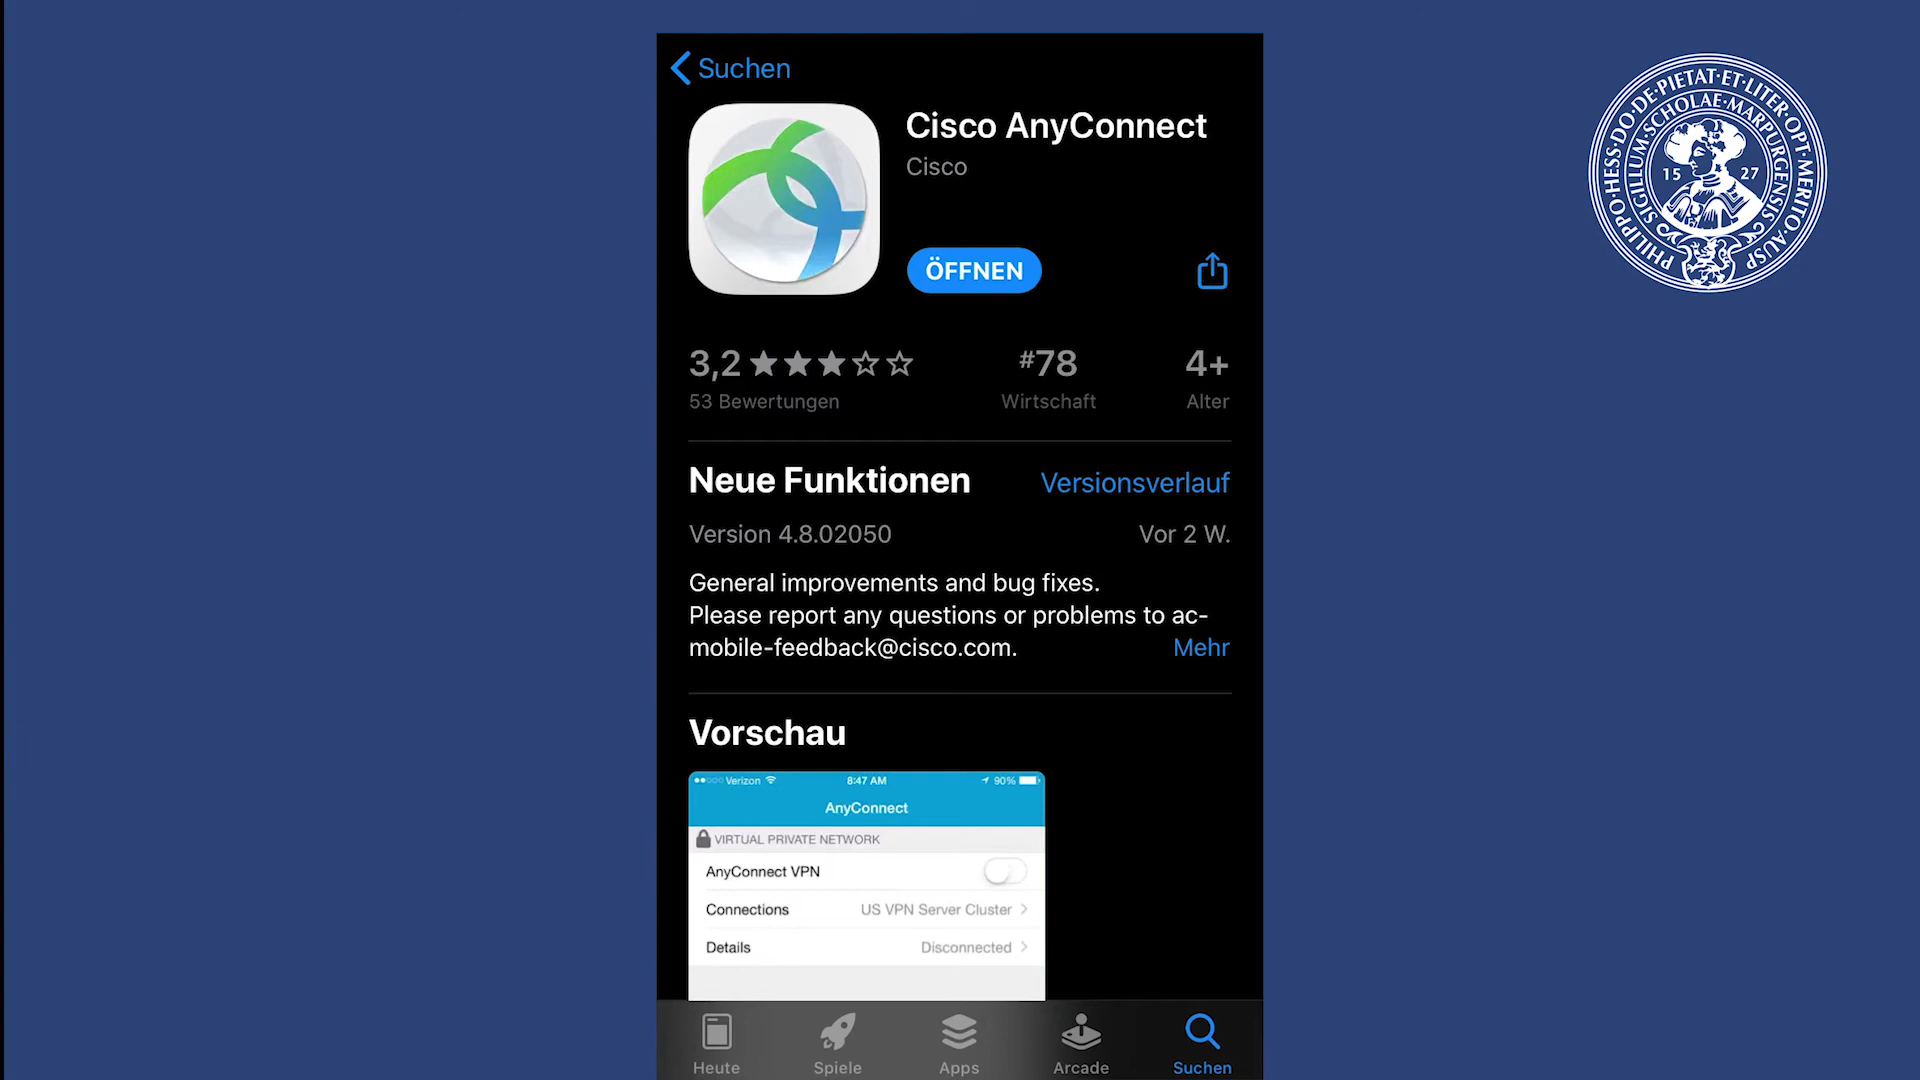 Suchen
Cisco AnyConnect
Cisco
ÖFFNEN
3,2
#78
4+
53 Bewertungen
Wirtschaft
Alter
Neue Funktionen
Versionsverlauf
Version 4.8.02050
Vor 2 W.
General improvements and bug fixes.
Please report any questions or problems to ac-
mobile-feedback@cisco.com.
Mehr
Vorschau
Verizon
8:47 AM
90%
AnyConnect
VIRTUAL PRIVATE NETWORK
AnyConnect VPN
Connections
US VPN Server Cluster
Details
Disconnected
Heute
Spiele
Apps
Arcade
Suchen
PHILIPPO·HESS·DO·DE·PIETAT·ET·LITER·OPT·MERITO·AUSP
SIGILLUM·SCHOLAE·MARPURGENSIS
15 27